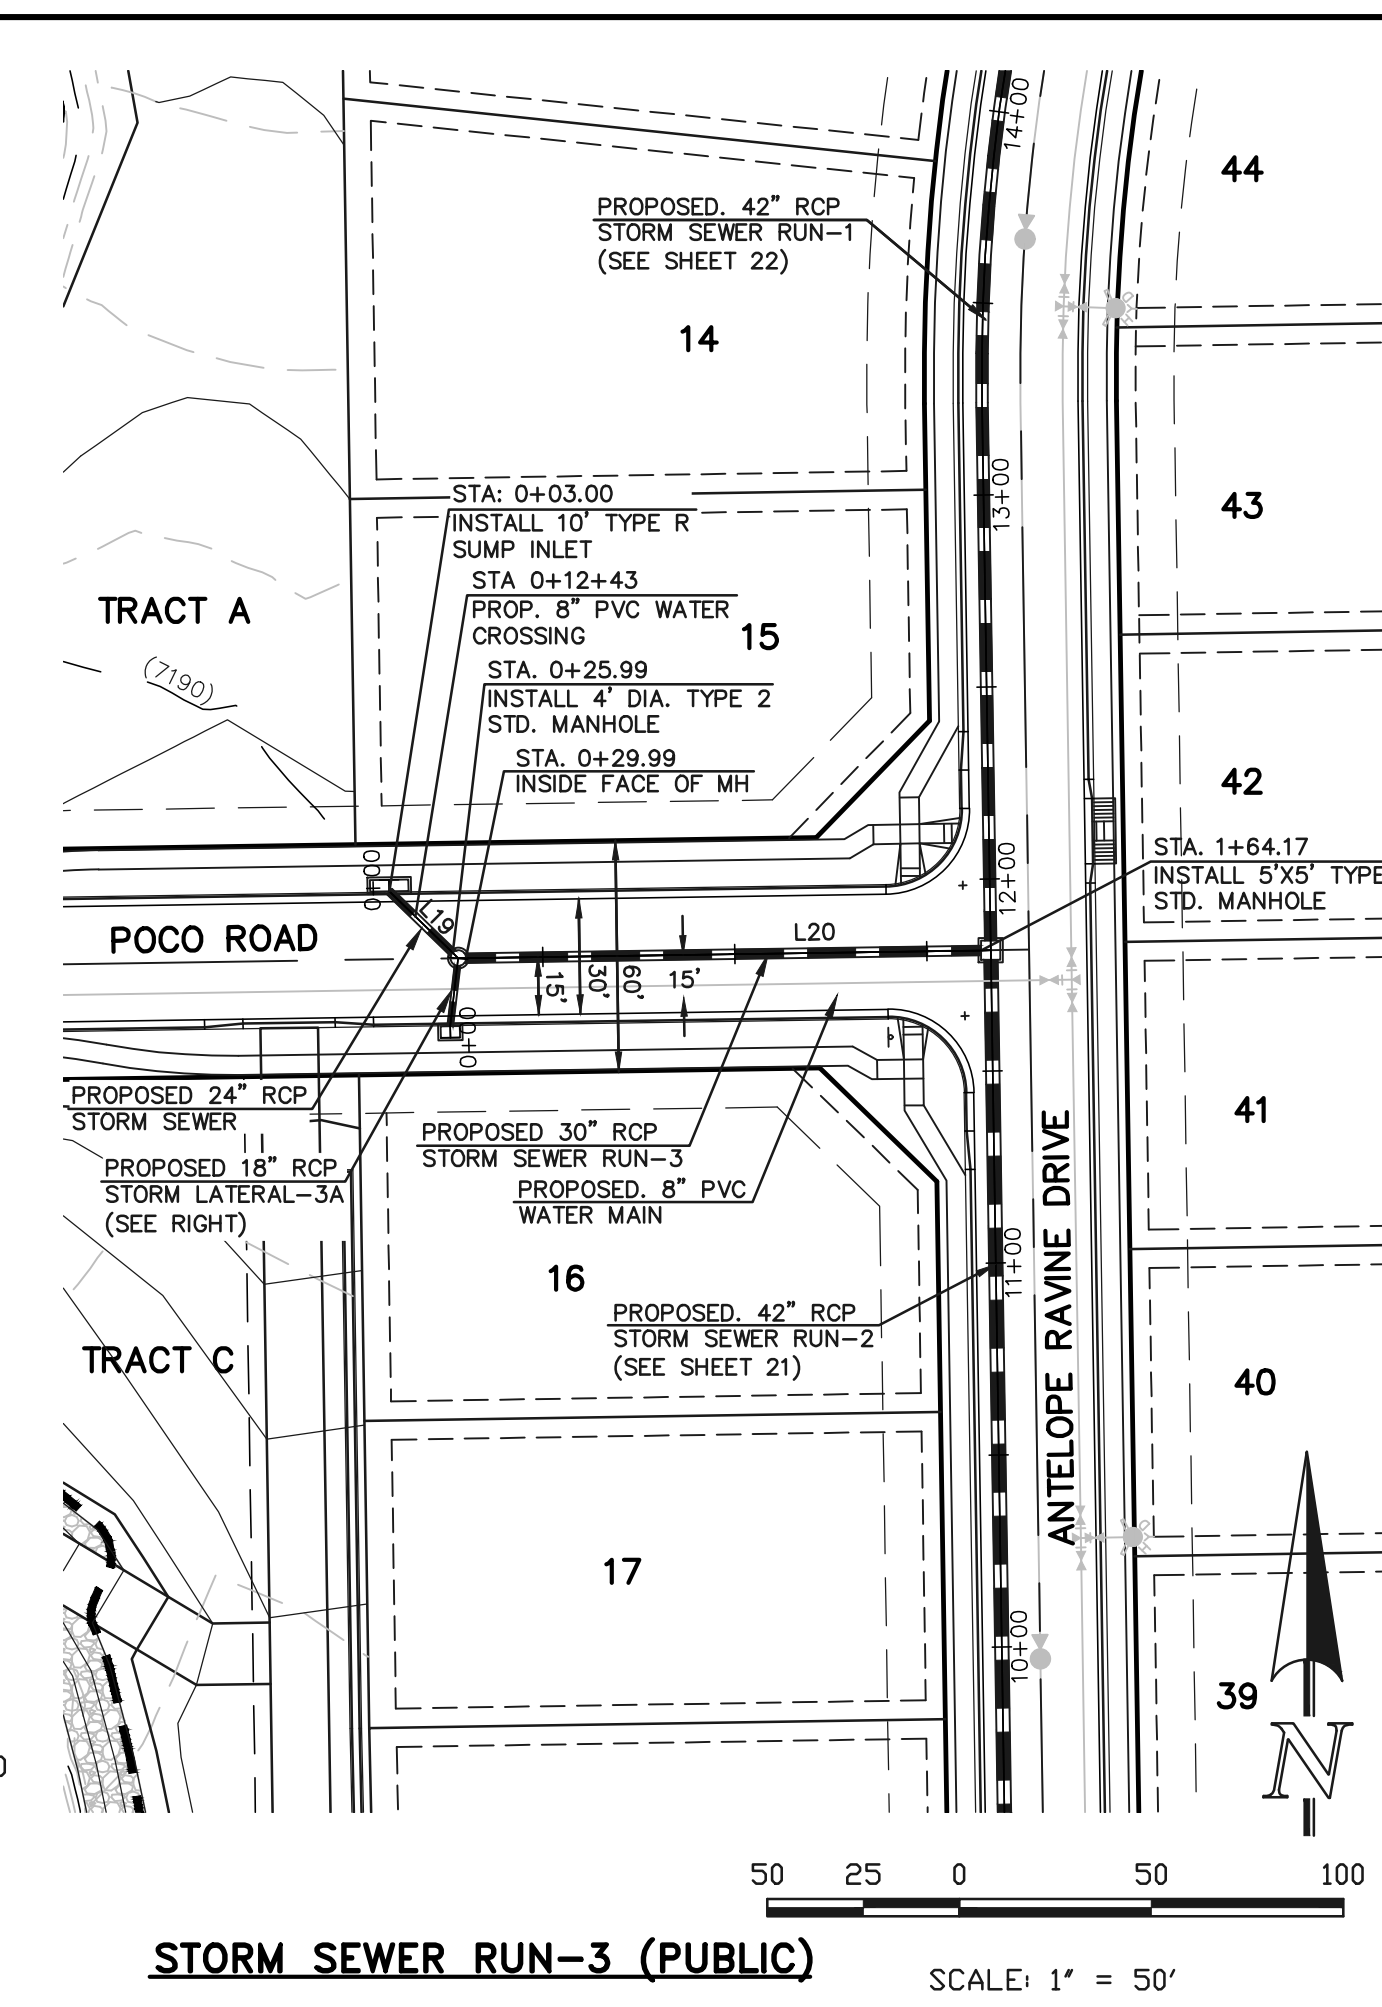 14+00
44
PROPOSED. 42" RCP
STORM SEWER RUN-1
(SEE SHEET 22)
14
13+00
43
STA: 0+03.00
INSTALL 10' TYPE R
SUMP INLET
STA 0+12+43
PROP. 8" PVC WATER
CROSSING
15
TRACT A
(7190)
STA. 0+25.99
INSTALL 4' DIA. TYPE 2
STD. MANHOLE
STA. 0+29.99
INSIDE FACE OF MH
42
12+00
STA. 1+64.17
INSTALL 5'X5' TYPE
STD. MANHOLE
0+00
L19
POCO ROAD
L20
15'
30'
60'
15'
0+00
PROPOSED 24" RCP
STORM SEWER
PROPOSED 30" RCP
STORM SEWER RUN-3
41
PROPOSED 18" RCP
STORM LATERAL-3A
(SEE RIGHT)
PROPOSED. 8" PVC
WATER MAIN
ANTELOPE RAVINE DRIVE
11+00
16
PROPOSED. 42" RCP
STORM SEWER RUN-2
(SEE SHEET 21)
TRACT C
40
17
10+00
39
N
50 25 0 50 100
STORM SEWER RUN-3 (PUBLIC)
SCALE: 1" = 50'